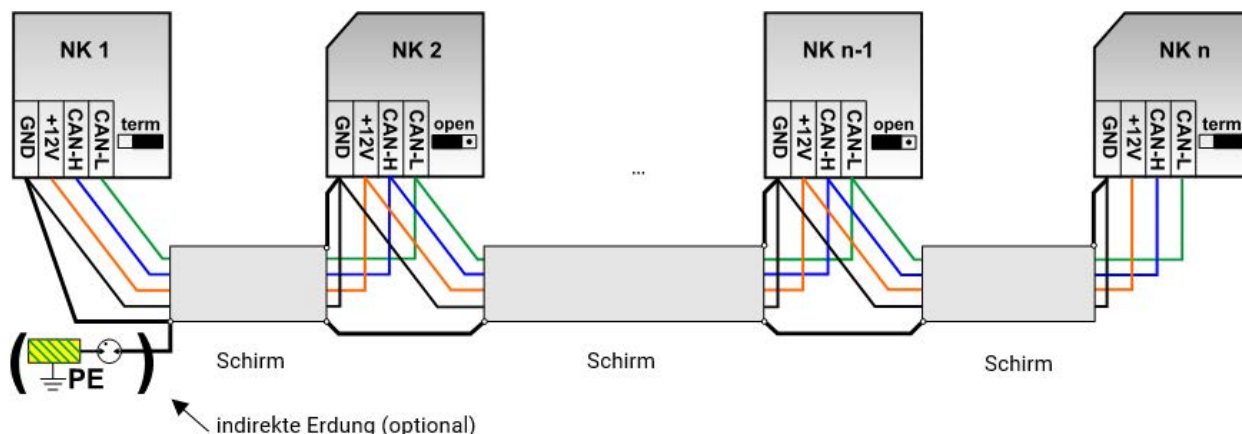 NK 1
NK 2
NK n-1
NK n
GND
+12V
CAN-H
CAN-L
term
GND
+12V
CAN-H
CAN-L
open
...
GND
+12V
CAN-H
CAN-L
open
GND
+12V
CAN-H
CAN-L
term
PE
Schirm
Schirm
Schirm
indirekte Erdung (optional)